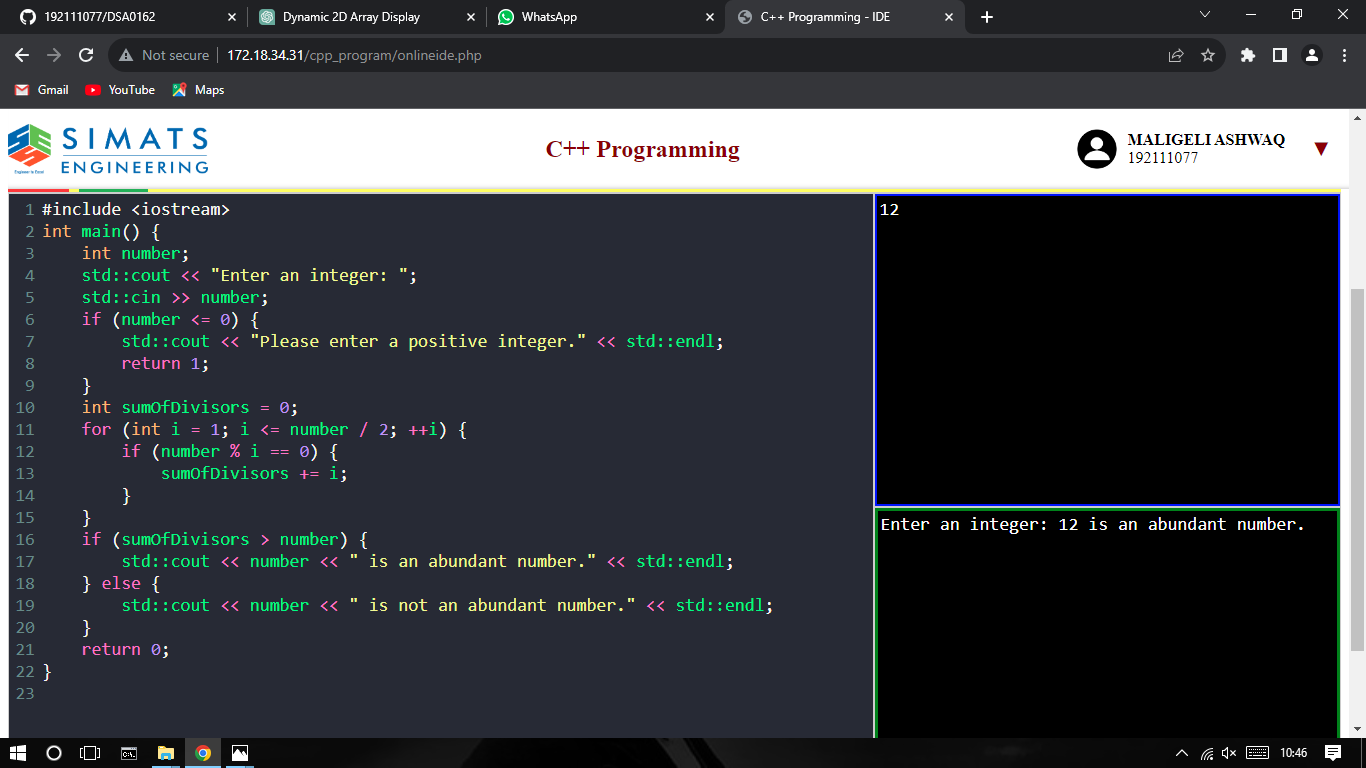 192111077/DSA0162
Dynamic 2D Array Display
WhatsApp
C++ Programming - IDE
Not secure
172.18.34.31/cpp_program/onlineide.php
Gmail
YouTube
Maps
SIMATS
ENGINEERING
Engineer to Excel
C++ Programming
MALIGELI ASHWAQ
192111077
1 #include <iostream>
2 int main() {
3     int number;
4     std::cout << "Enter an integer: ";
5     std::cin >> number;
6     if (number <= 0) {
7         std::cout << "Please enter a positive integer." << std::endl;
8         return 1;
9     }
10     int sumOfDivisors = 0;
11     for (int i = 1; i <= number / 2; ++i) {
12         if (number % i == 0) {
13             sumOfDivisors += i;
14         }
15     }
16     if (sumOfDivisors > number) {
17         std::cout << number << " is an abundant number." << std::endl;
18     } else {
19         std::cout << number << " is not an abundant number." << std::endl;
20     }
21     return 0;
22 }
23
12
Enter an integer: 12 is an abundant number.
10:46